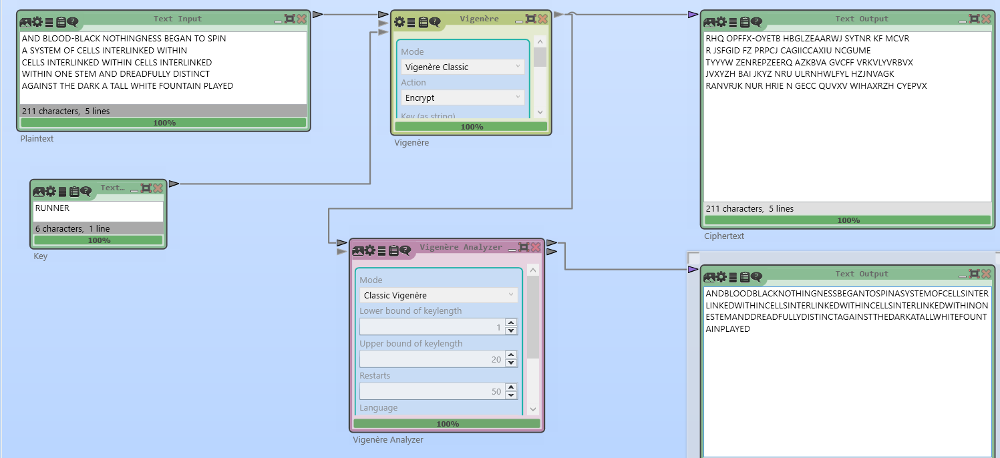 Text Input
AND BLOOD-BLACK NOTHINGNESS BEGAN TO SPIN
A SYSTEM OF CELLS INTERLINKED WITHIN
CELLS INTERLINKED WITHIN CELLS INTERLINKED
WITHIN ONE STEM AND DREADFULLY DISTINCT
AGAINST THE DARK A TALL WHITE FOUNTAIN PLAYED
211 characters, 5 lines
100%
Plaintext
Vigenère
Mode
Vigenère Classic
Action
Encrypt
Key (as string)
100%
Vigenère
Text Output
RHQ OPFFX-OYETB HBGLZEAARWJ SYTNR KF MCVR
R JSFGID FZ PRPCJ CAGIICCAXIU NCGUME
TYYYW ZENREPZEERQ AZKBVA GVCFF VRKVLYVRBVX
JVXYZH BAI JKYZ NRU ULRNHWLFYL HZJNVAGK
RANVRJK NUR HRIE N GECC QUVXV WIHAXRZH CYEPVX
211 characters, 5 lines
100%
Ciphertext
Text...
RUNNER
6 characters, 1 line
100%
Key
Vigenère Analyzer
Mode
Classic Vigenère
Lower bound of keylength
1
Upper bound of keylength
20
Restarts
50
Language
100%
Vigenère Analyzer
Text Output
ANDBLOODBLACKNOTHINGNESSBEGANTOSPINASYSTEMOFCELLSINTER
LINKEDWITHINCELLSINTERLINKEDWITHINCELLSINTERLINKEDWITHINON
ESTEMANDDREADFULLYDISTINCTAGAINSTTHEDARKATALLWHITEFOUNT
AINPLAYED